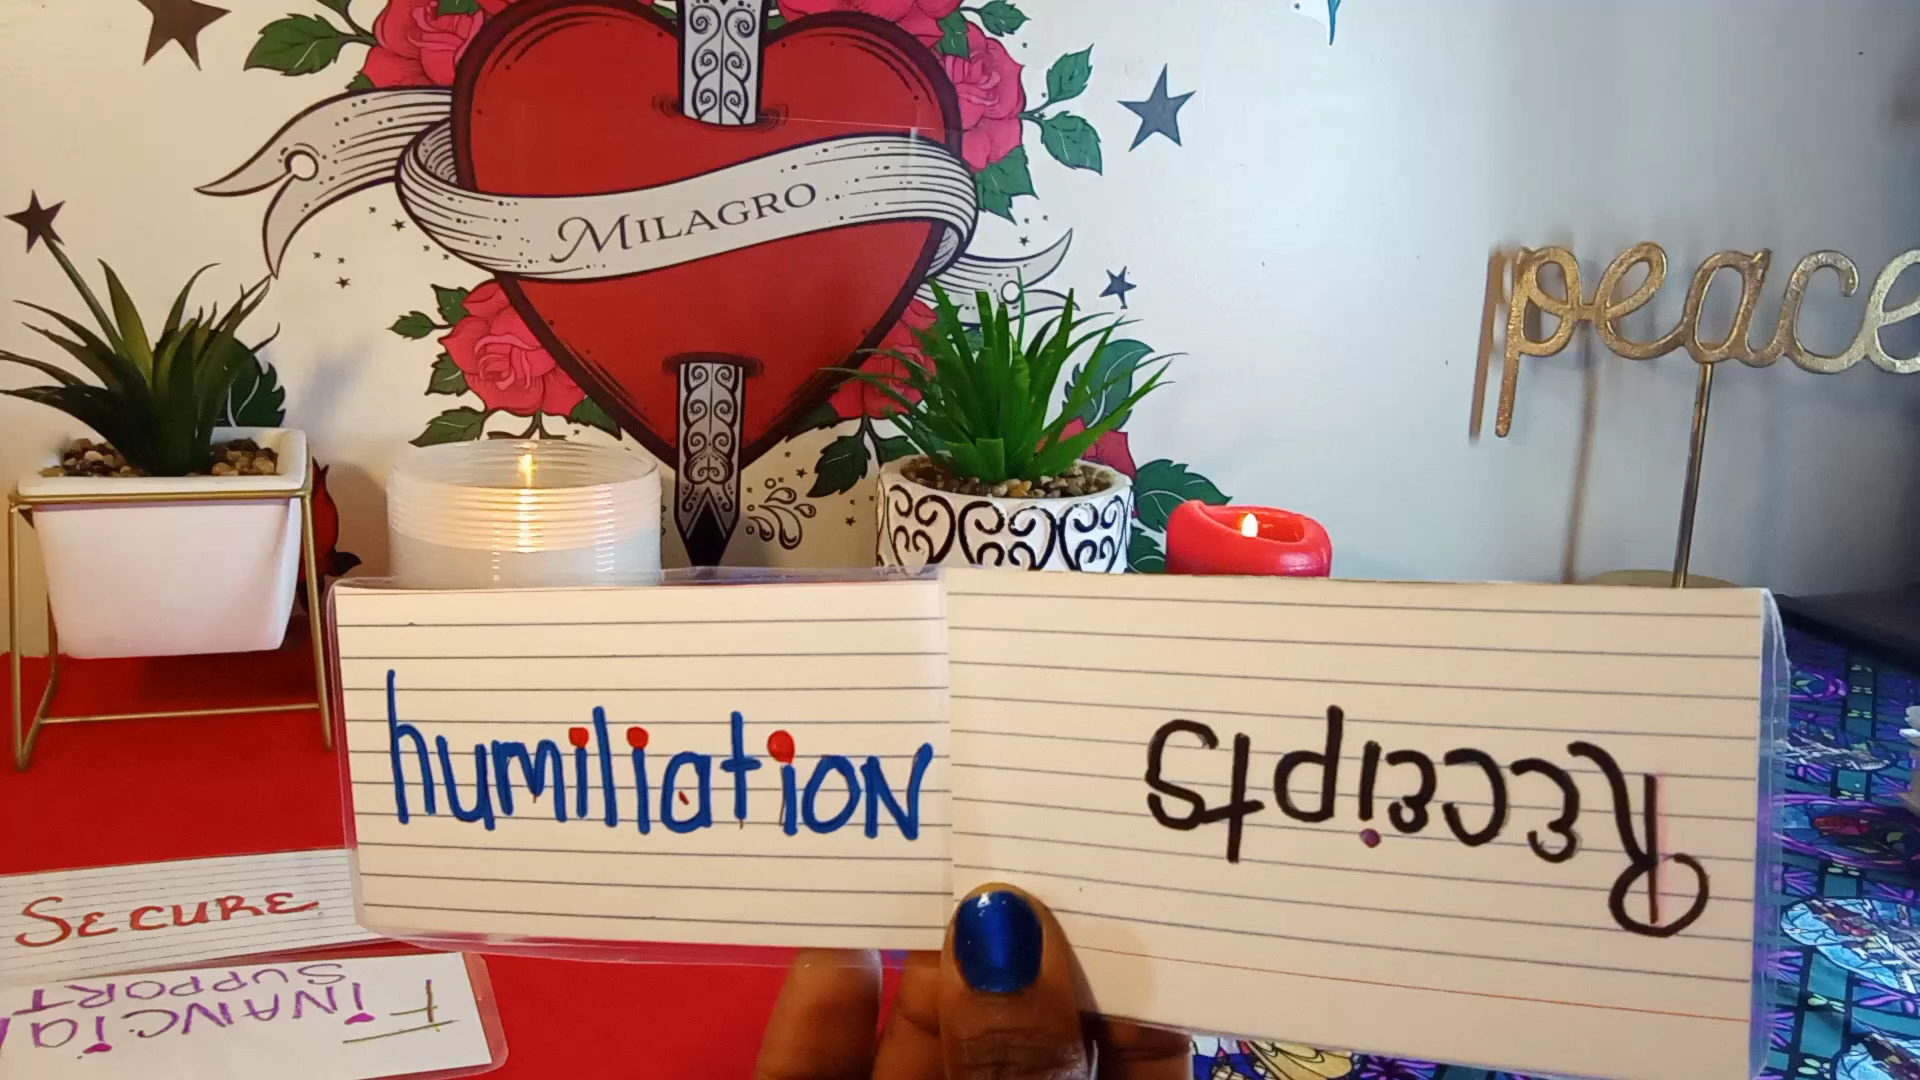 MILAGRO
peace
humiliation
Receipts
SECURE
FINANCIAL
SUPPORT